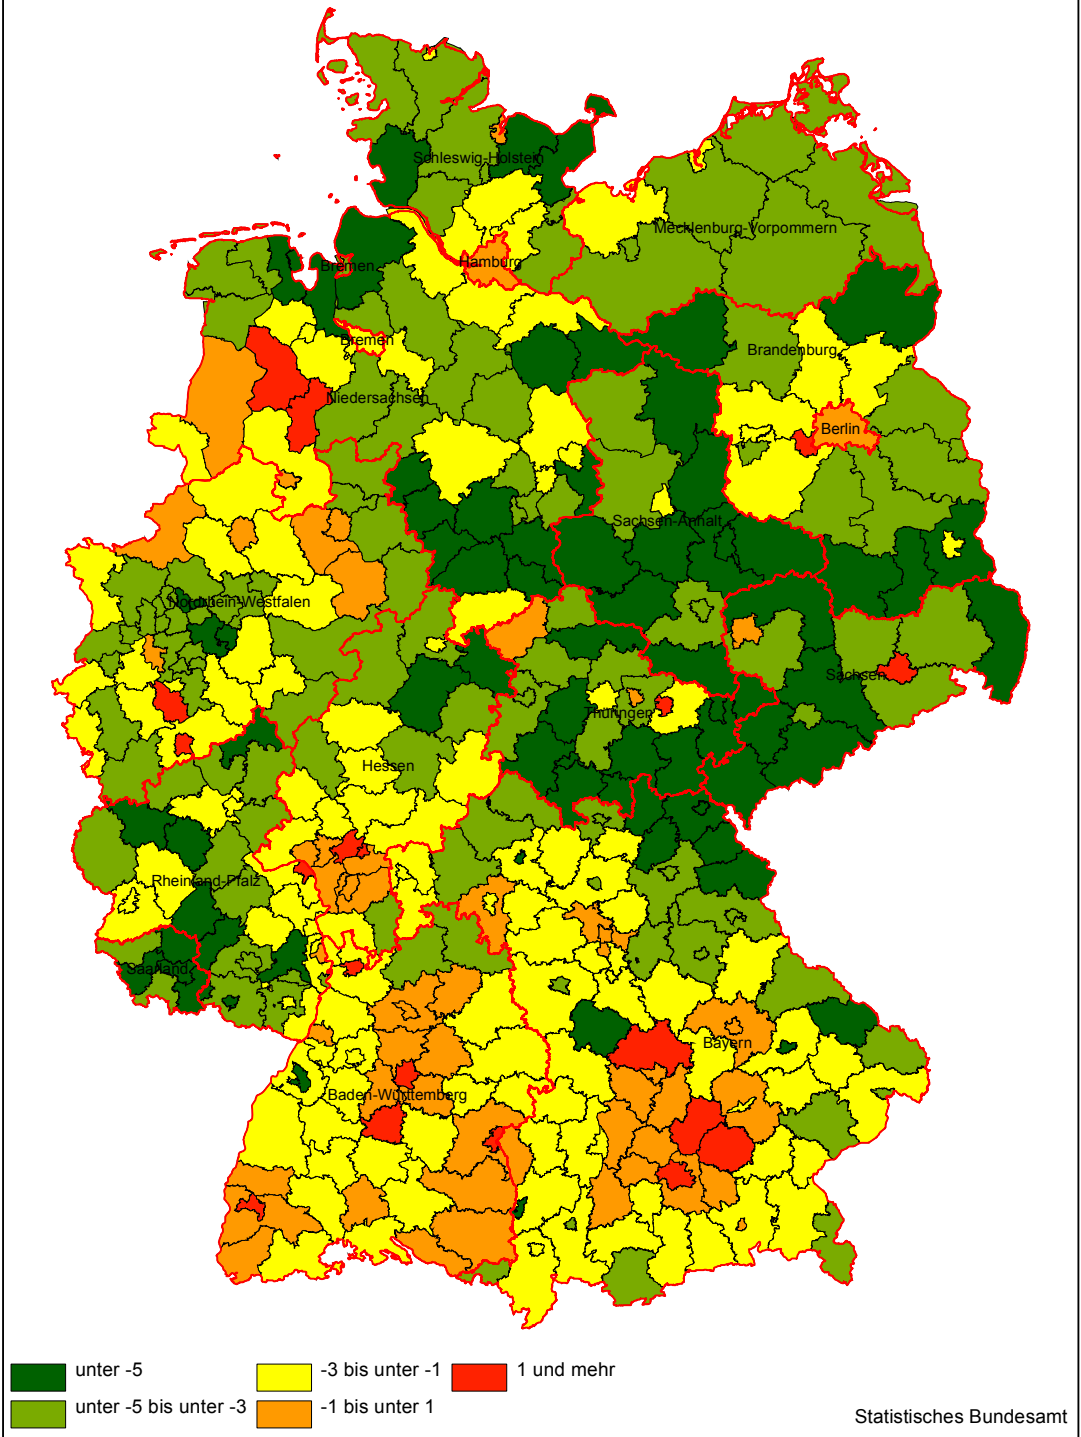 Schleswig-Holstein
Mecklenburg-Vorpommern
Hamburg
Bremen
Bremen
Brandenburg
Niedersachsen
Berlin
Sachsen-Anhalt
Nordrhein-Westfalen
Sachsen
Thüringen
Hessen
Rheinland-Pfalz
Saarland
Bayern
Baden-Württemberg
unter -5
-3 bis unter -1
1 und mehr
unter -5 bis unter -3
-1 bis unter 1
Statistisches Bundesamt